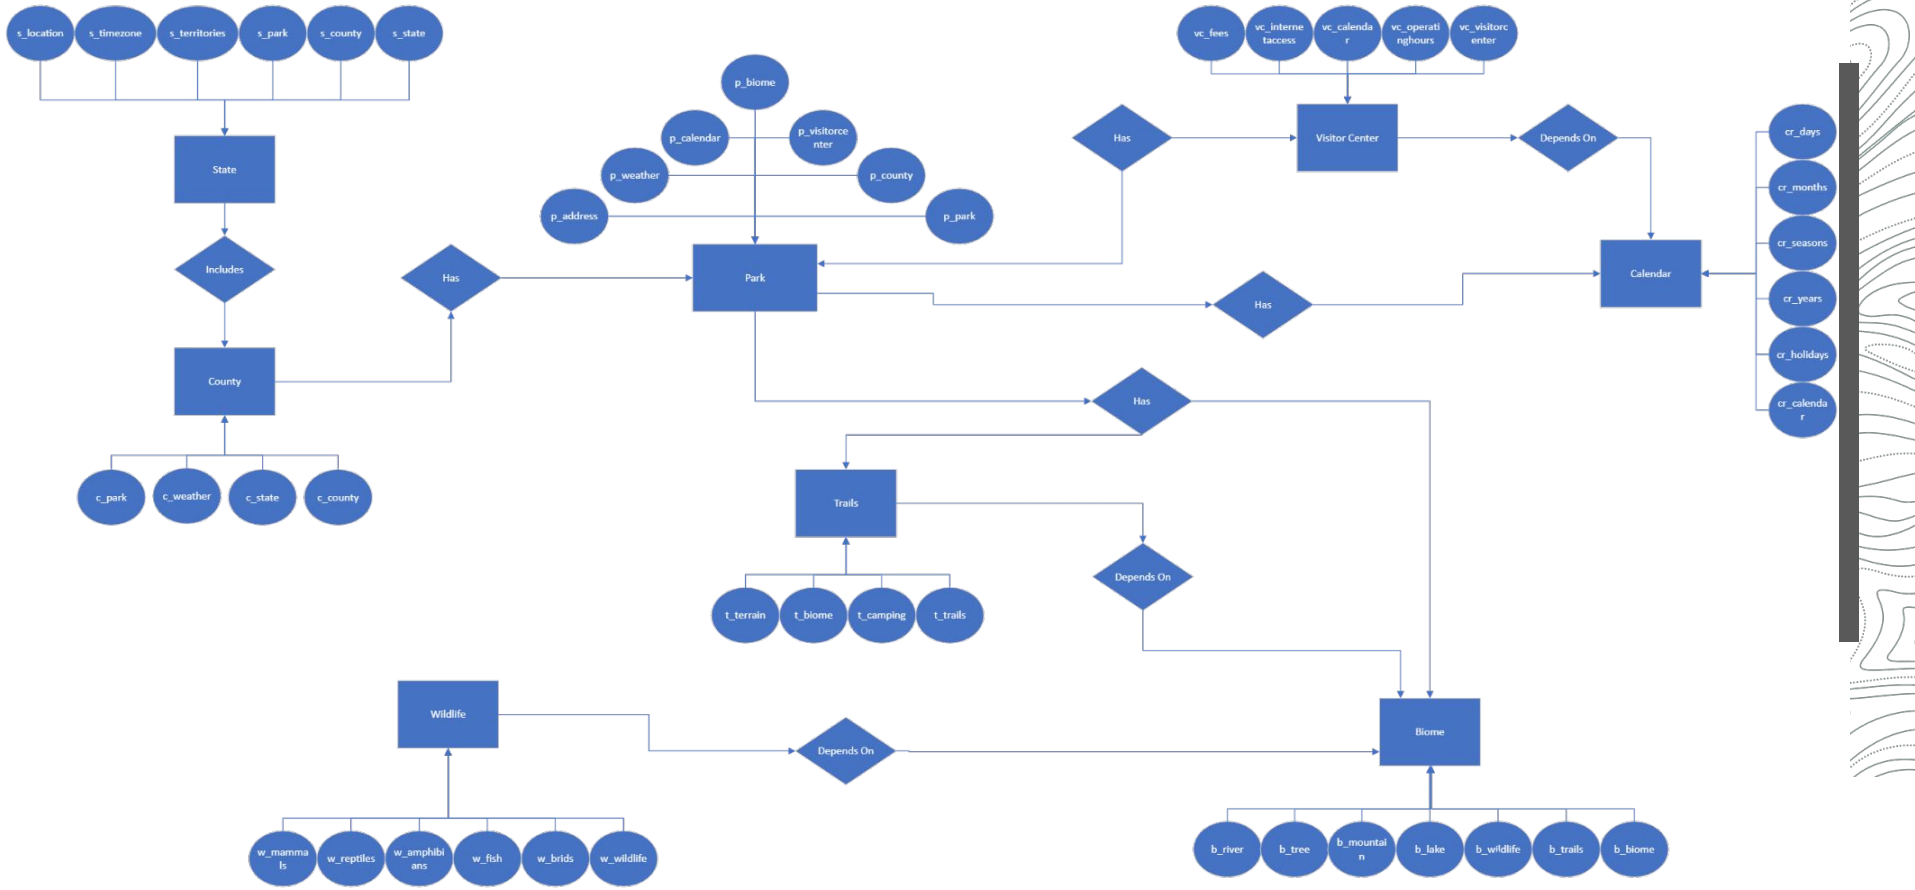 s_location
s_timezone
s_territories
s_park
s_county
s_state
vc_fees
vc_interne
taccess
vc_calenda
r
vc_operati
nghours
vc_visitorc
enter
p_biome
p_calendar
p_visitorce
nter
p_weather
p_county
p_address
p_park
State
Includes
County
Has
Park
Has
Visitor Center
Depends On
Has
Calendar
cr_days
cr_months
cr_seasons
cr_years
cr_holidays
cr_calenda
r
c_park
c_weather
c_state
c_county
Has
Trails
Depends On
t_terrain
t_biome
t_camping
t_trails
Wildlife
Depends On
Biome
w_mamma
ls
w_reptiles
w_amphibi
ans
w_fish
w_brids
w_wildlife
b_river
b_tree
b_mountai
n
b_lake
b_wildlife
b_trails
b_biome